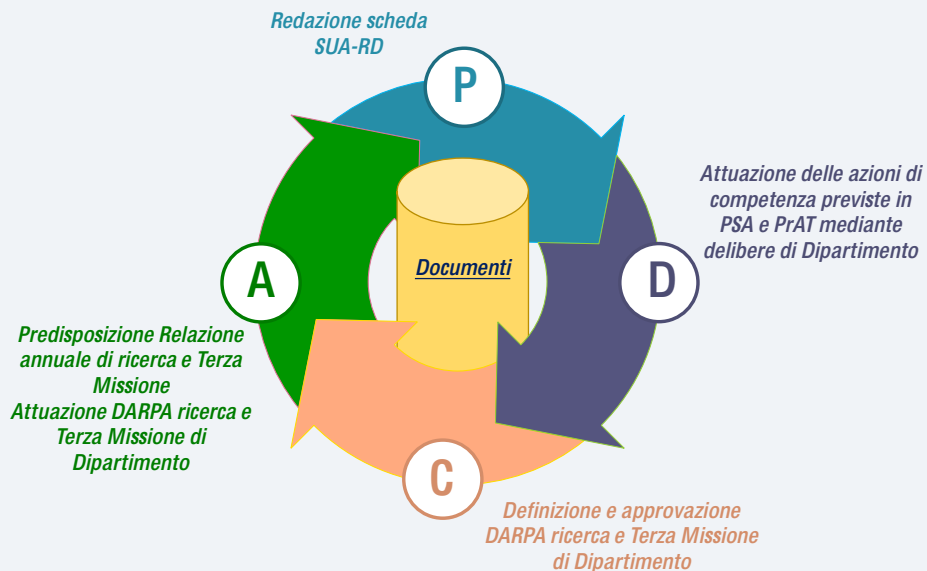 Redazione scheda
SUA-RD
P
Attuazione delle azioni di
competenza previste in
PSA e PrAT mediante
delibere di Dipartimento
D
Documenti
A
Predisposizione Relazione
annuale di ricerca e Terza
Missione
Attuazione DARPA ricerca e
Terza Missione di
Dipartimento
C
Definizione e approvazione
DARPA ricerca e Terza Missione
di Dipartimento